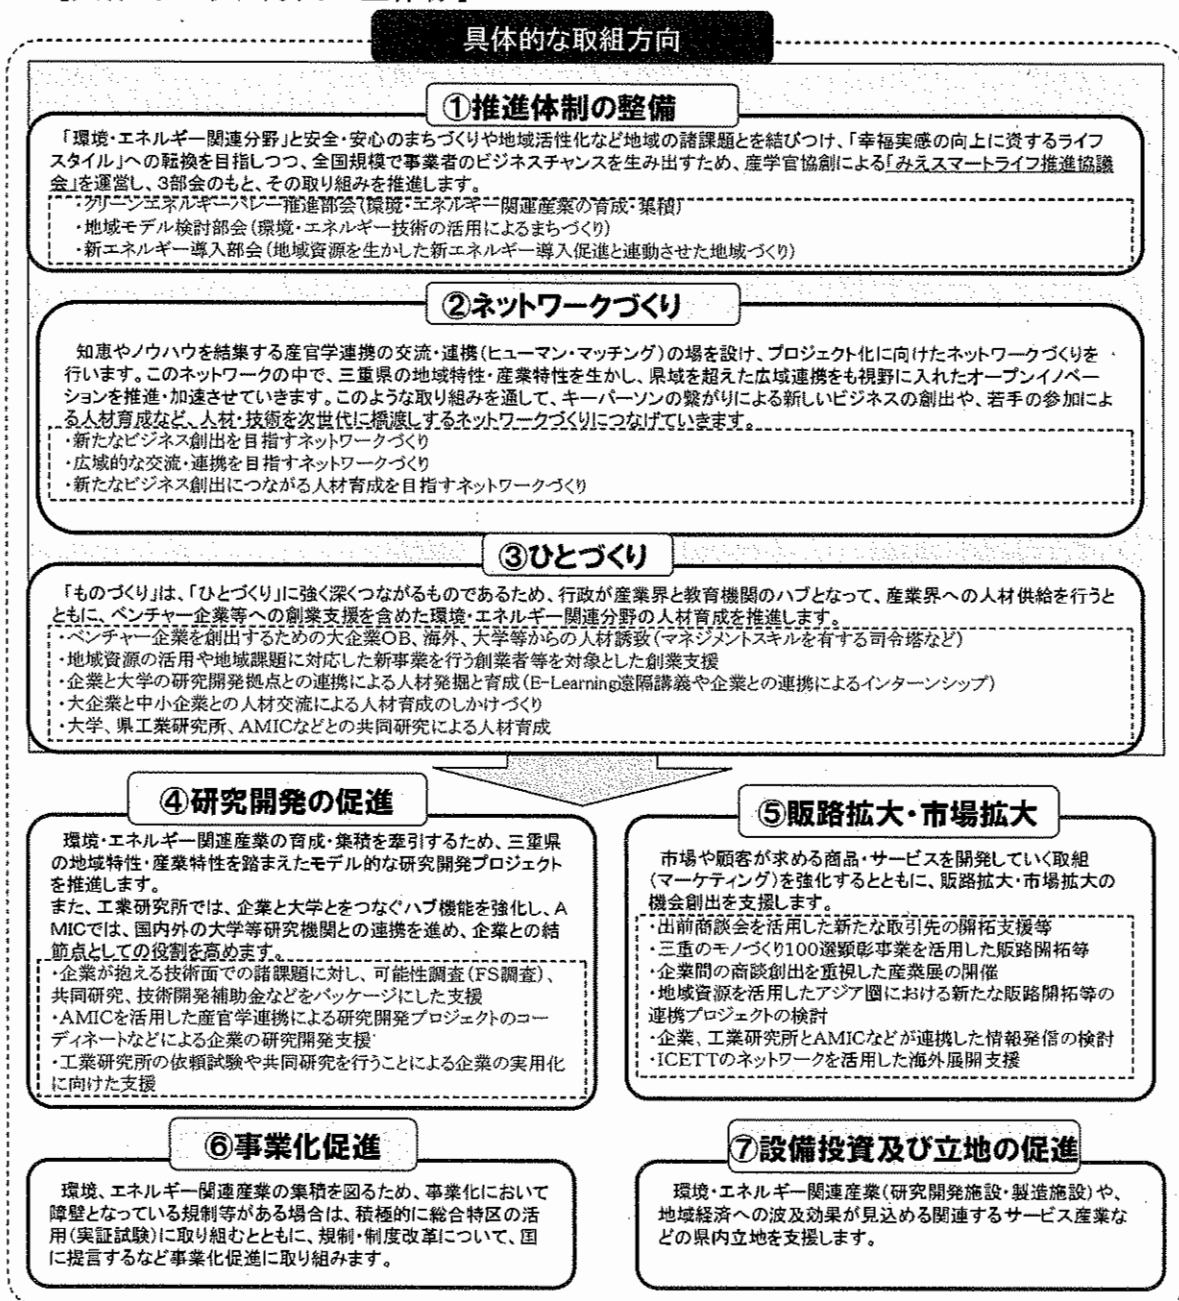 具体的な取組方向
①推進体制の整備
「環境・エネルギー関連分野」と安全・安心のまちづくりや地域活性化など地域の諸課題とを結びつけ、「幸福実感の向上に資するライフ
スタイル」への転換を目指しつつ、全国規模で事業者のビジネスチャンスを生み出すため、産学官協創による「みえスマートライフ推進協議
会」を運営し、3部会のもと、その取り組みを推進します。
・クリーンエネルギーバレー推進部会(環境・エネルギー関連産業の育成・集積)
・地域モデル検討部会(環境・エネルギー技術の活用によるまちづくり)
・新エネルギー導入部会(地域資源を生かした新エネルギー導入促進と連動させた地域づくり)
②ネットワークづくり
知恵やノウハウを結集する産官学連携の交流・連携(ヒューマン・マッチング)の場を設け、プロジェクト化に向けたネットワークづくりを
行います。このネットワークの中で、三重県の地域特性・産業特性を生かし、県域を超えた広域連携をも視野に入れたオープンイノベー
ションを推進・加速させていきます。このような取り組みを通して、キーパーソンの繋がりによる新しいビジネスの創出や、若手の参加によ
る人材育成など、人材・技術を次世代に橋渡しするネットワークづくりにつなげていきます。
・新たなビジネス創出を目指すネットワークづくり
・広域的な交流・連携を目指すネットワークづくり
・新たなビジネス創出につながる人材育成を目指すネットワークづくり
③ひとづくり
「ものづくり」は、「ひとづくり」に強く深くつながるものであるため、行政が産業界と教育機関のハブとなって、産業界への人材供給を行うと
ともに、ベンチャー企業等への創業支援を含めた環境・エネルギー関連分野の人材育成を推進します。
・ベンチャー企業を創出するための大企業OB、海外、大学等からの人材誘致(マネジメントスキルを有する司令塔など)
・地域資源の活用や地域課題に対応した新事業を行う創業者等を対象とした創業支援
・企業と大学の研究開発拠点との連携による人材発掘と育成(E-Learning遠隔講義や企業との連携によるインターンシップ)
・大企業と中小企業との人材交流による人材育成のしかけづくり
・大学、県工業研究所、AMICなどとの共同研究による人材育成
④研究開発の促進
環境・エネルギー関連産業の育成・集積を牽引するため、三重県
の地域特性・産業特性を踏まえたモデル的な研究開発プロジェクト
を推進します。
また、工業研究所では、企業と大学とをつなぐハブ機能を強化し、A
MICでは、国内外の大学等研究機関との連携を進め、企業との結
節点としての役割を高めます。
・企業が抱える技術面での諸課題に対し、可能性調査(FS調査)、
共同研究、技術開発補助金などをパッケージにした支援
・AMICを活用した産官学連携による研究開発プロジェクトのコー
ディネートなどによる企業の研究開発支援
・工業研究所の依頼試験や共同研究を行うことによる企業の実用化
に向けた支援
⑤販路拡大・市場拡大
市場や顧客が求める商品・サービスを開発していく取組
(マーケティング)を強化するとともに、販路拡大・市場拡大の
機会創出を支援します。
・出前商談会を活用した新たな取引先の開拓支援等
・三重のモノづくり100選顕彰事業を活用した販路開拓等
・企業間の商談創出を重視した産業展の開催
・地域資源を活用したアジア圏における新たな販路開拓等の
連携プロジェクトの検討
・企業、工業研究所とAMICなどが連携した情報発信の検討
・ICETTのネットワークを活用した海外展開支援
⑥事業化促進
環境、エネルギー関連産業の集積を図るため、事業化において
障壁となっている規制等がある場合は、積極的に総合特区の活
用(実証試験)に取り組むとともに、規制・制度改革について、国
に提言するなど事業化促進に取り組みます。
⑦設備投資及び立地の促進
環境・エネルギー関連産業(研究開発施設・製造施設)や、
地域経済への波及効果が見込める関連するサービス産業な
どの県内立地を支援します。